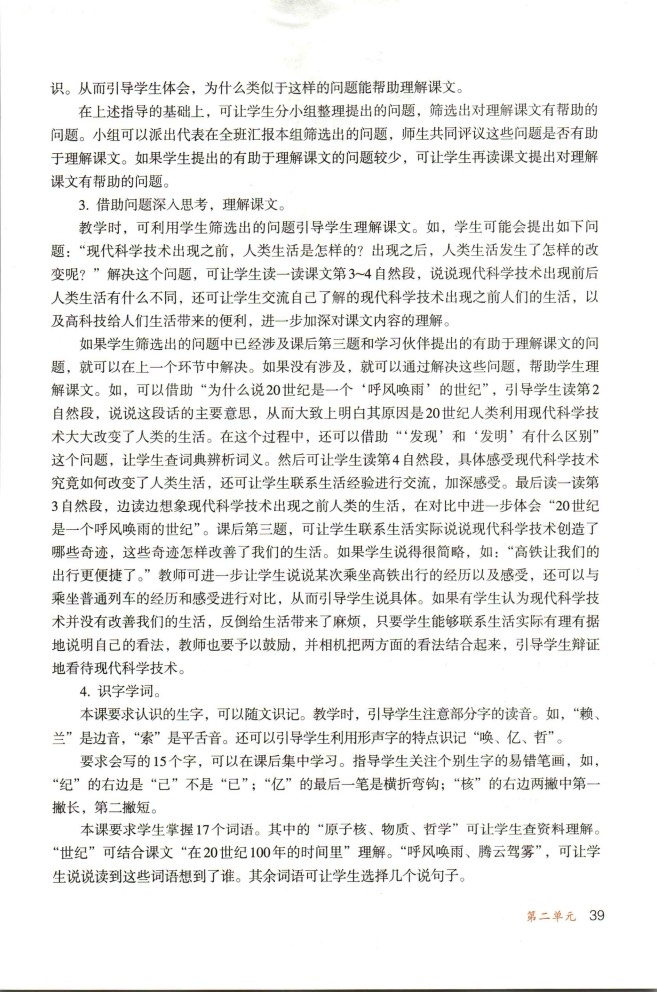 识。从而引导学生体会，为什么类似于这样的问题能帮助理解课文。
在上述指导的基础上，可让学生分小组整理提出的问题，筛选出对理解课文有帮助的
问题。小组可以派出代表在全班汇报本组筛选出的问题，师生共同评议这些问题是否有助
于理解课文。如果学生提出的有助于理解课文的问题较少，可让学生再读课文提出对理解
课文有帮助的问题。
3. 借助问题深入思考，理解课文。
教学时，可利用学生筛选出的问题引导学生理解课文。如，学生可能会提出如下问
题：“现代科学技术出现之前，人类生活是怎样的？出现之后，人类生活发生了怎样的改
变呢？”解决这个问题，可让学生读一读课文第3~4自然段，说说现代科学技术出现前后
人类生活有什么不同，还可让学生交流自己了解的现代科学技术出现之前人们的生活，以
及高科技给人们生活带来的便利，进一步加深对课文内容的理解。
如果学生筛选出的问题中已经涉及课后第三题和学习伙伴提出的有助于理解课文的问
题，就可以在上一个环节中解决。如果没有涉及，就可以通过解决这些问题，帮助学生理
解课文。如，可以借助“为什么说20世纪是一个‘呼风唤雨’的世纪”，引导学生读第2
自然段，说说这段话的主要意思，从而大致上明白其原因是20世纪人类利用现代科学技
术大大改变了人类的生活。在这个过程中，还可以借助“‘发现’和‘发明’有什么区别”
这个问题，让学生查词典辨析词义。然后可让学生读第4自然段，具体感受现代科学技术
究竟如何改变了人类生活，还可让学生联系生活经验进行交流，加深感受。最后读一读第
3自然段，边读边想象现代科学技术出现之前人类的生活，在对比中进一步体会“20世纪
是一个呼风唤雨的世纪”。课后第三题，可让学生联系生活实际说说现代科学技术创造了
哪些奇迹，这些奇迹怎样改善了我们的生活。如果学生说得很简略，如：“高铁让我们的
出行更便捷了。”教师可进一步让学生说说某次乘坐高铁出行的经历以及感受，还可以与
乘坐普通列车的经历和感受进行对比，从而引导学生说具体。如果有学生认为现代科学技
术并没有改善我们的生活，反倒给生活带来了麻烦，只要学生能够联系生活实际有理有据
地说明自己的看法，教师也要予以鼓励，并相机把两方面的看法结合起来，引导学生辩证
地看待现代科学技术。
4. 识字学词。
本课要求认识的生字，可以随文识记。教学时，引导学生注意部分字的读音。如，“赖、
兰”是边音，“索”是平舌音。还可以引导学生利用形声字的特点识记“唤、亿、哲”。
要求会写的15个字，可以在课后集中学习。指导学生关注个别生字的易错笔画，如，
“纪”的右边是“己”不是“已”；“亿”的最后一笔是横折弯钩；“核”的右边两撇中第一
撇长，第二撇短。
本课要求学生掌握17个词语。其中的“原子核、物质、哲学”可让学生查资料理解。
“世纪”可结合课文“在20世纪100年的时间里”理解。“呼风唤雨、腾云驾雾”，可让学
生说说读到这些词语想到了谁。其余词语可让学生选择几个说句子。
第二单元 39